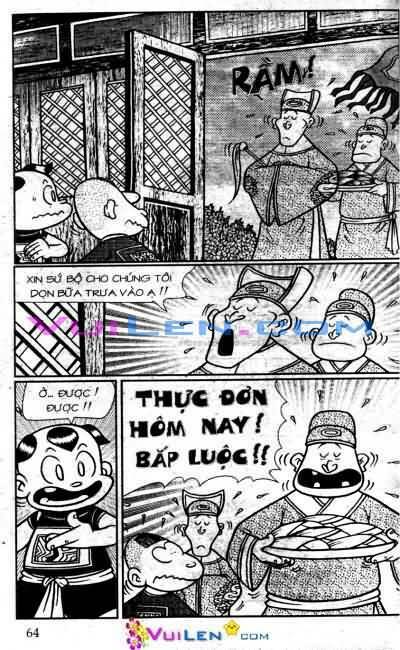 RẦM!
XIN SỨ BỘ CHO CHÚNG TÔI
DỌN BỮA TRƯA VÀO Ạ!!
VUILEN.COM
Ồ... ĐƯỢC!
ĐƯỢC!!
THỰC ĐƠN
HÔM NAY!
BẮP LUỘC!!
64
VUILEN.COM